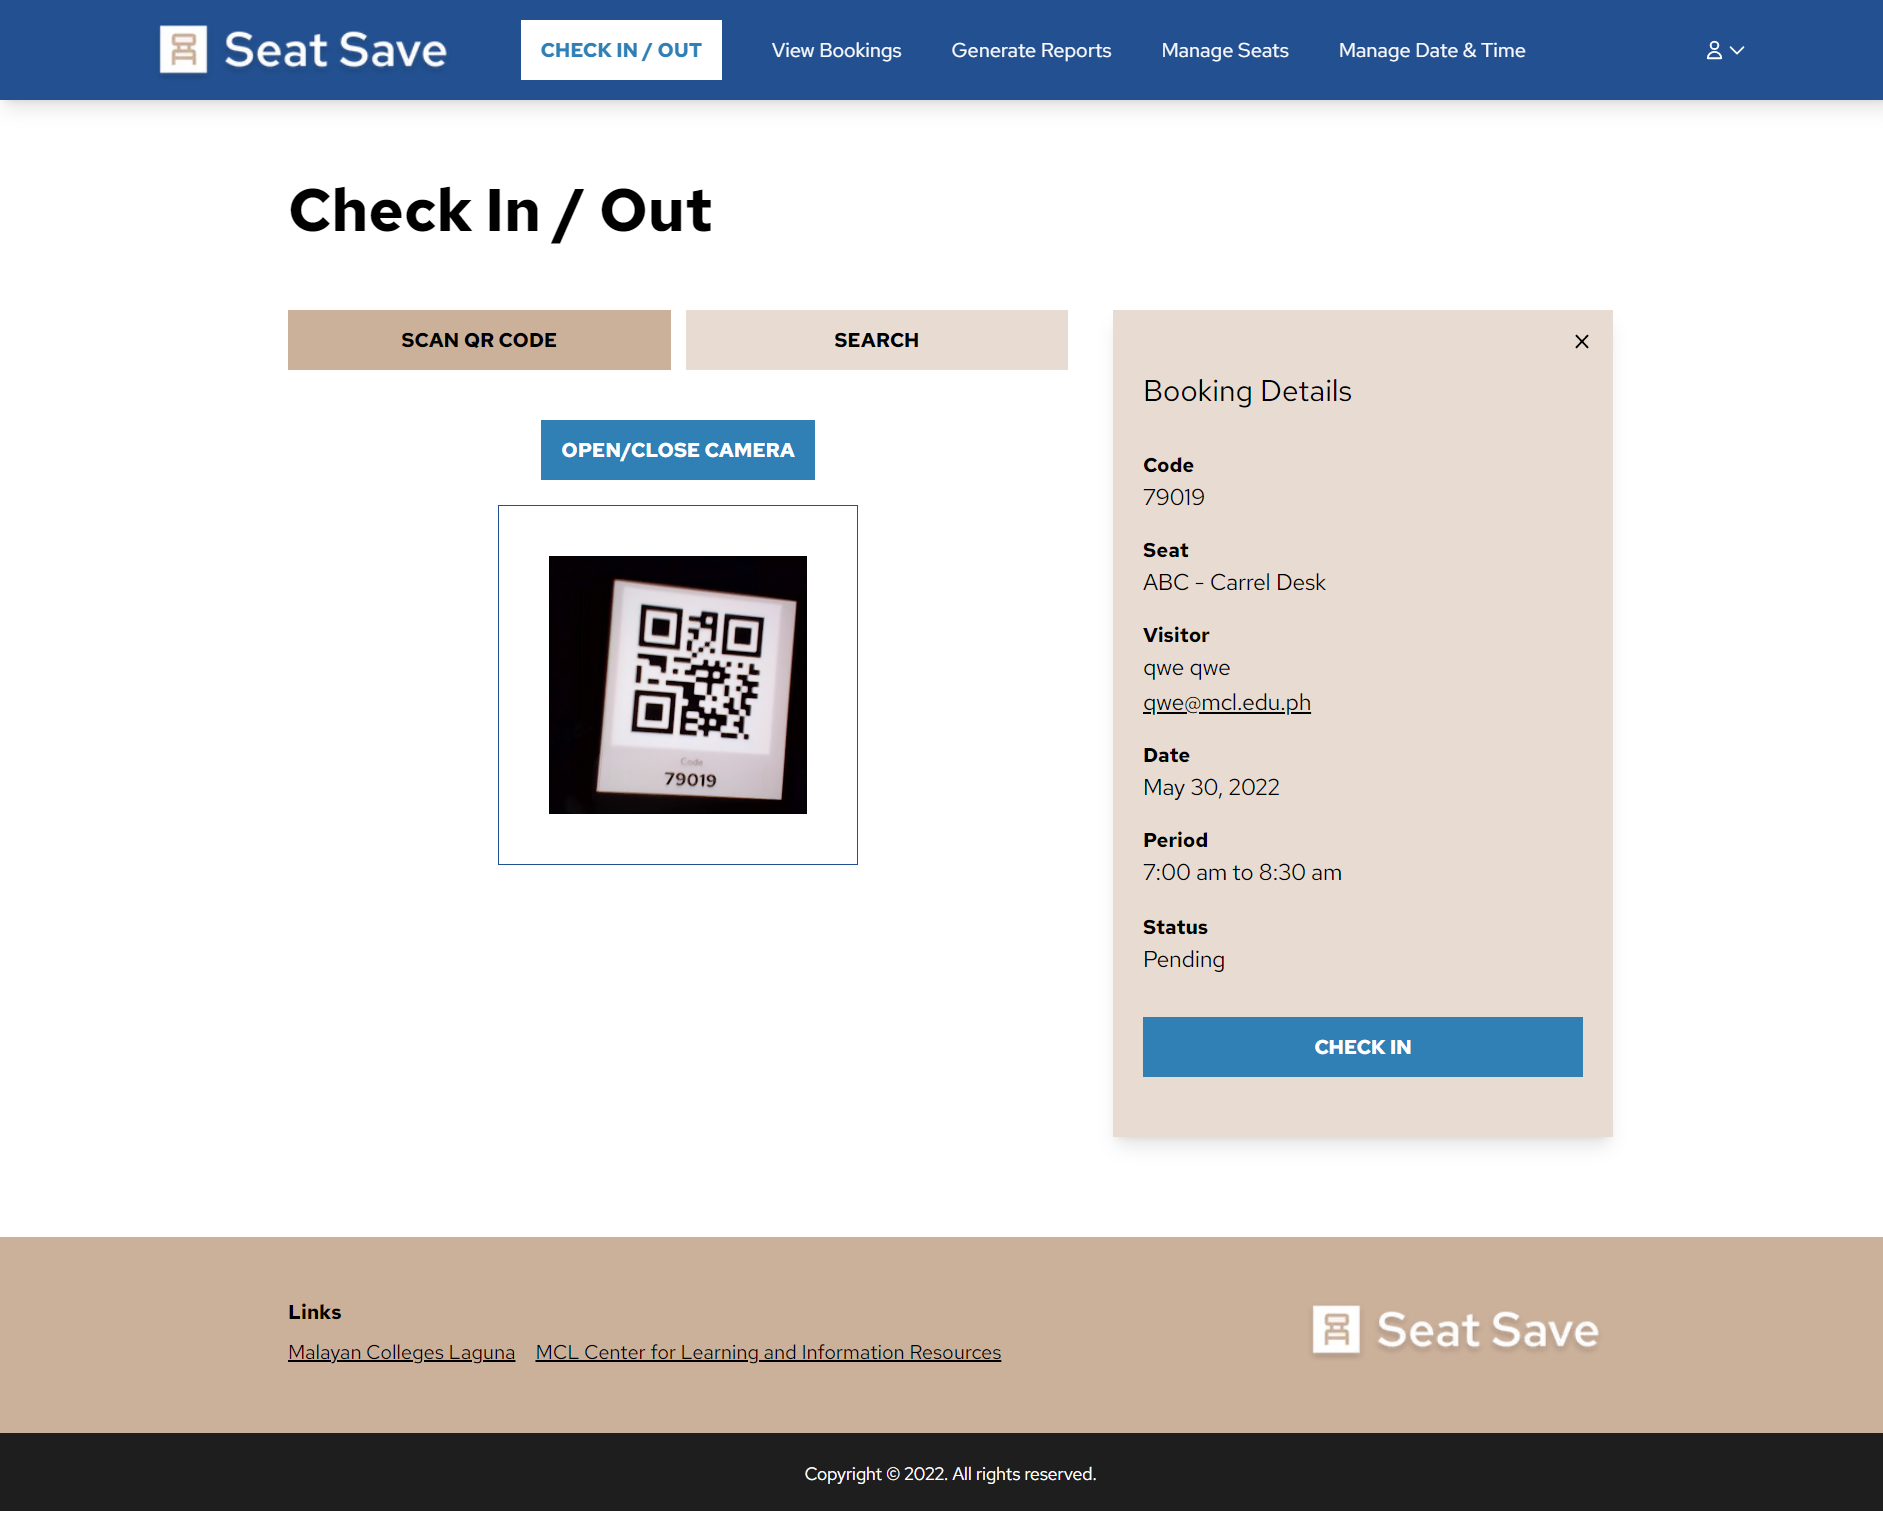 Seat Save
CHECK IN / OUT
View Bookings
Generate Reports
Manage Seats
Manage Date & Time
Check In / Out
SCAN QR CODE
SEARCH
OPEN/CLOSE CAMERA
Code
79019
Booking Details
Code
79019
Seat
ABC - Carrel Desk
Visitor
qwe qwe
qwe@mcl.edu.ph
Date
May 30, 2022
Period
7:00 am to 8:30 am
Status
Pending
CHECK IN
Links
Malayan Colleges Laguna
MCL Center for Learning and Information Resources
Seat Save
Copyright © 2022. All rights reserved.